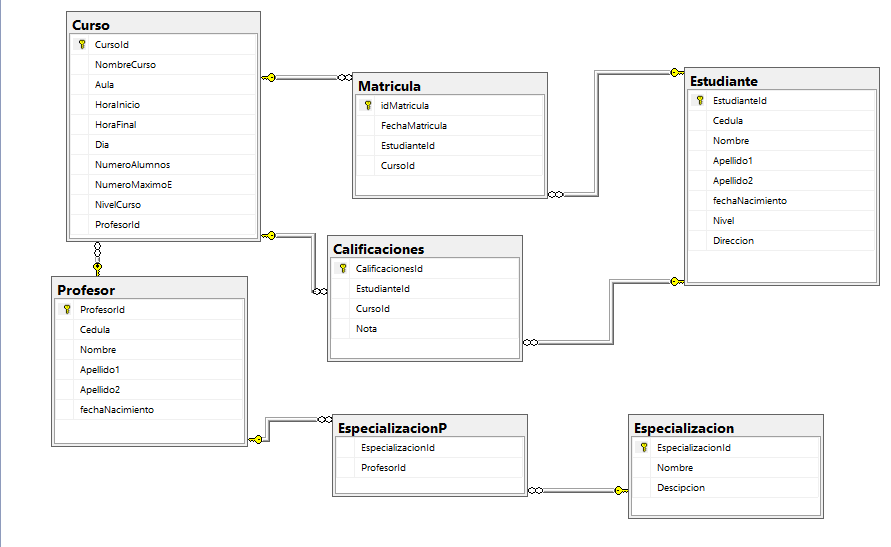 Curso
CursoId
NombreCurso
Aula
HoraInicio
HoraFinal
Dia
NumeroAlumnos
NumeroMaximoE
NivelCurso
ProfesorId
Matricula
idMatricula
FechaMatricula
EstudianteId
CursoId
Estudiante
EstudianteId
Cedula
Nombre
Apellido1
Apellido2
fechaNacimiento
Nivel
Direccion
Calificaciones
CalificacionesId
EstudianteId
CursoId
Nota
Profesor
ProfesorId
Cedula
Nombre
Apellido1
Apellido2
fechaNacimiento
EspecializacionP
EspecializacionId
ProfesorId
Especializacion
EspecializacionId
Nombre
Descipcion